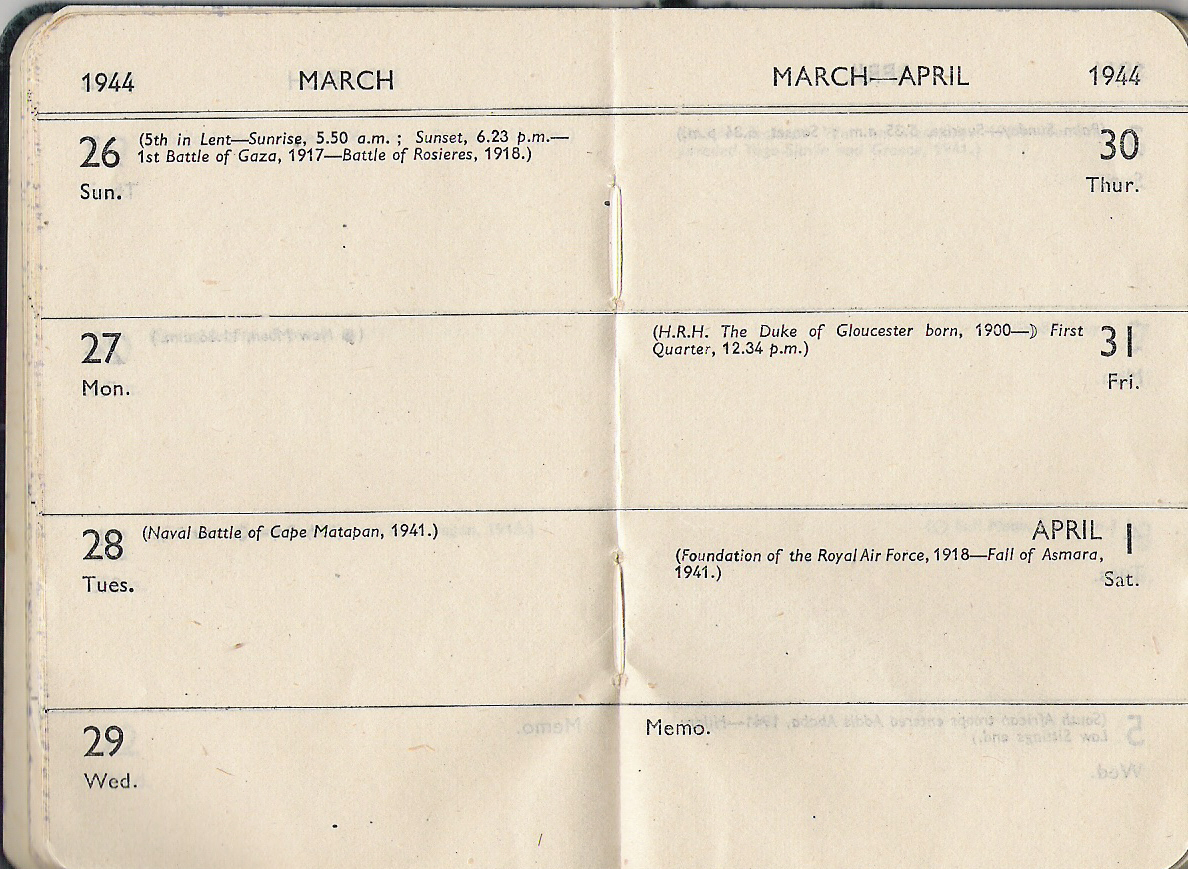 1944 MARCH
26 (5th in Lent—Sunrise, 5.50 a.m. ; Sunset, 6.23 p.m.—
1st Battle of Gaza, 1917—Battle of Rosieres, 1918.)
Sun.
27
Mon.
28 (Naval Battle of Cape Matapan, 1941.)
Tues.
29
Wed.
MARCH—APRIL 1944
30
Thur.
(H.R.H. The Duke of Gloucester born, 1900—☽ First
Quarter, 12.34 p.m.) 31
Fri.
APRIL 1
(Foundation of the Royal Air Force, 1918—Fall of Asmara,
1941.)
Sat.
Memo.